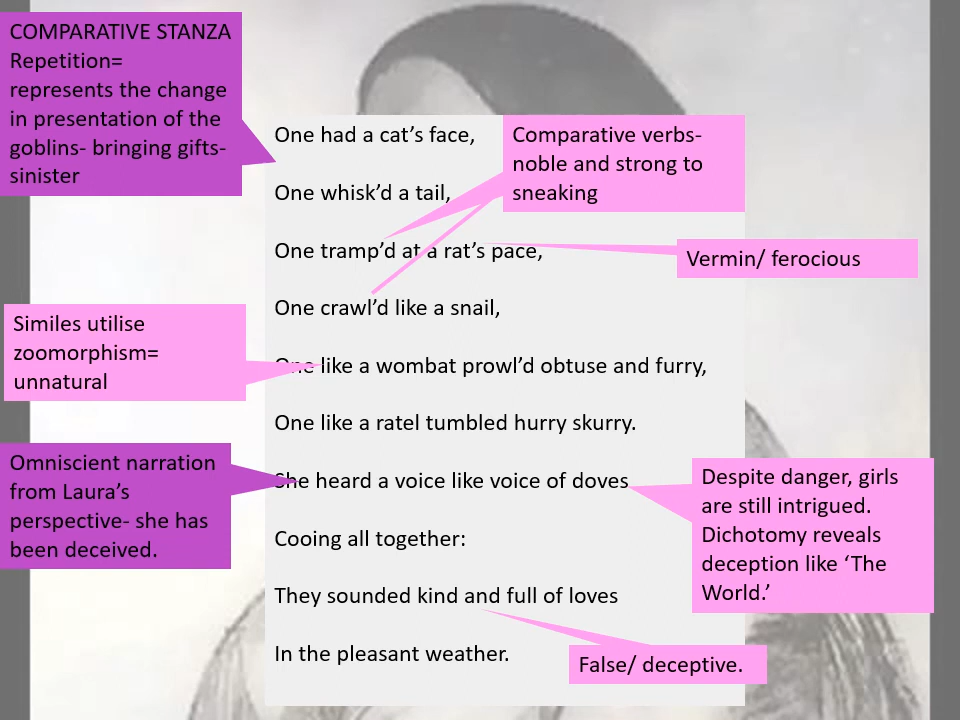 COMPARATIVE STANZA
Repetition=
represents the change
in presentation of the
goblins- bringing gifts-
sinister
One had a cat’s face,
Comparative verbs-
noble and strong to
sneaking
One whisk’d a tail,
One tramp’d at a rat’s pace,
Vermin/ ferocious
One crawl’d like a snail,
Similes utilise
zoomorphism=
unnatural
One like a wombat prowl’d obtuse and furry,
One like a ratel tumbled hurry skurry.
Omniscient narration
from Laura’s
perspective- she has
been deceived.
She heard a voice like voice of doves
Despite danger, girls
are still intrigued.
Dichotomy reveals
deception like ‘The
World.’
Cooing all together:
They sounded kind and full of loves
In the pleasant weather.
False/ deceptive.